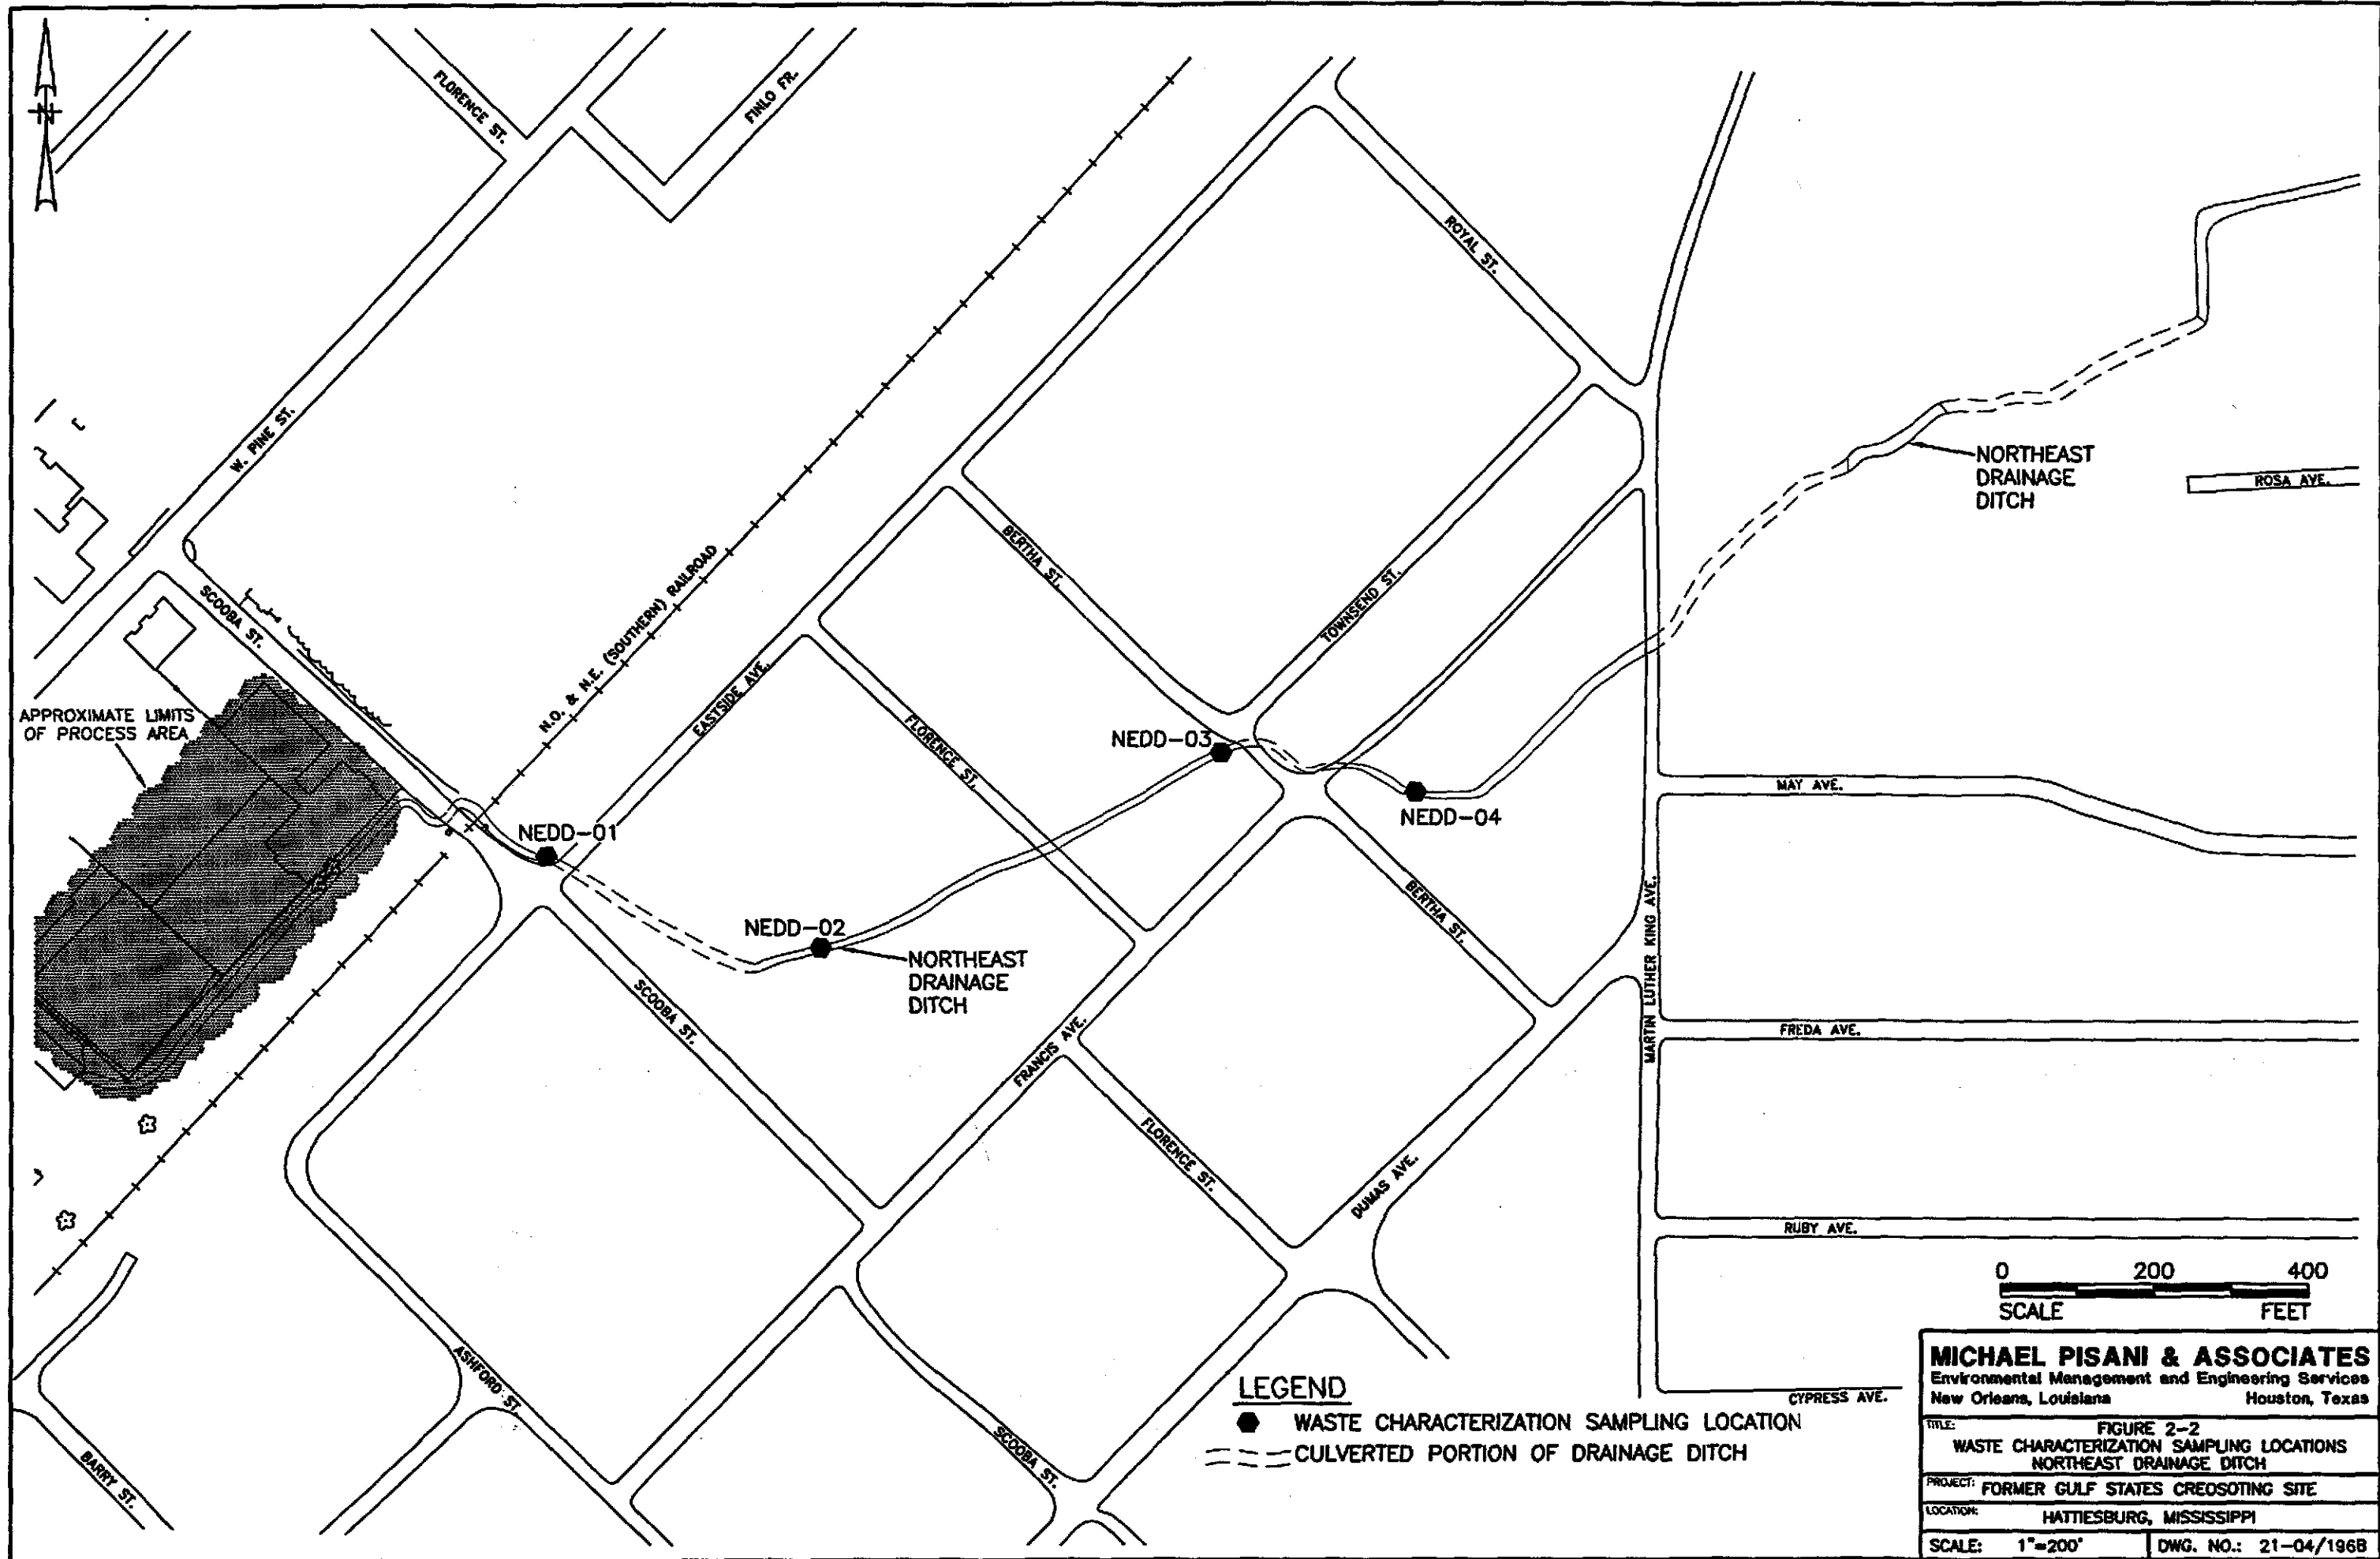 N
FLORENCE ST.
FINLO FR.
ROYAL ST.
W. PINE ST.
NORTHEAST
DRAINAGE
DITCH
ROSA AVE.
BERTHA ST.
N.O. & N.E. (SOUTHERN) RAILROAD
TOWNSEND ST.
SCOOBA ST.
EASTSIDE AVE.
APPROXIMATE LIMITS
OF PROCESS AREA
FLORENCE ST.
NEDD-03
MAY AVE.
NEDD-01
NEDD-04
NEDD-02
BERTHA ST.
MARTIN LUTHER KING AVE.
NORTHEAST
DRAINAGE
DITCH
SCOOBA ST.
FREDA AVE.
FRANCIS AVE.
FLORENCE ST.
DUMAS AVE.
RUBY AVE.
0 200 400
SCALE FEET
ASHFORD ST.
SCOOBA ST.
BARRY ST.
CYPRESS AVE.
LEGEND
WASTE CHARACTERIZATION SAMPLING LOCATION
CULVERTED PORTION OF DRAINAGE DITCH
MICHAEL PISANI & ASSOCIATES
Environmental Management and Engineering Services
New Orleans, Louisiana Houston, Texas
TITLE: FIGURE 2-2
WASTE CHARACTERIZATION SAMPLING LOCATIONS
NORTHEAST DRAINAGE DITCH
PROJECT: FORMER GULF STATES CREOSOTING SITE
LOCATION: HATTIESBURG, MISSISSIPPI
SCALE: 1"=200' DWG. NO.: 21-04/196B